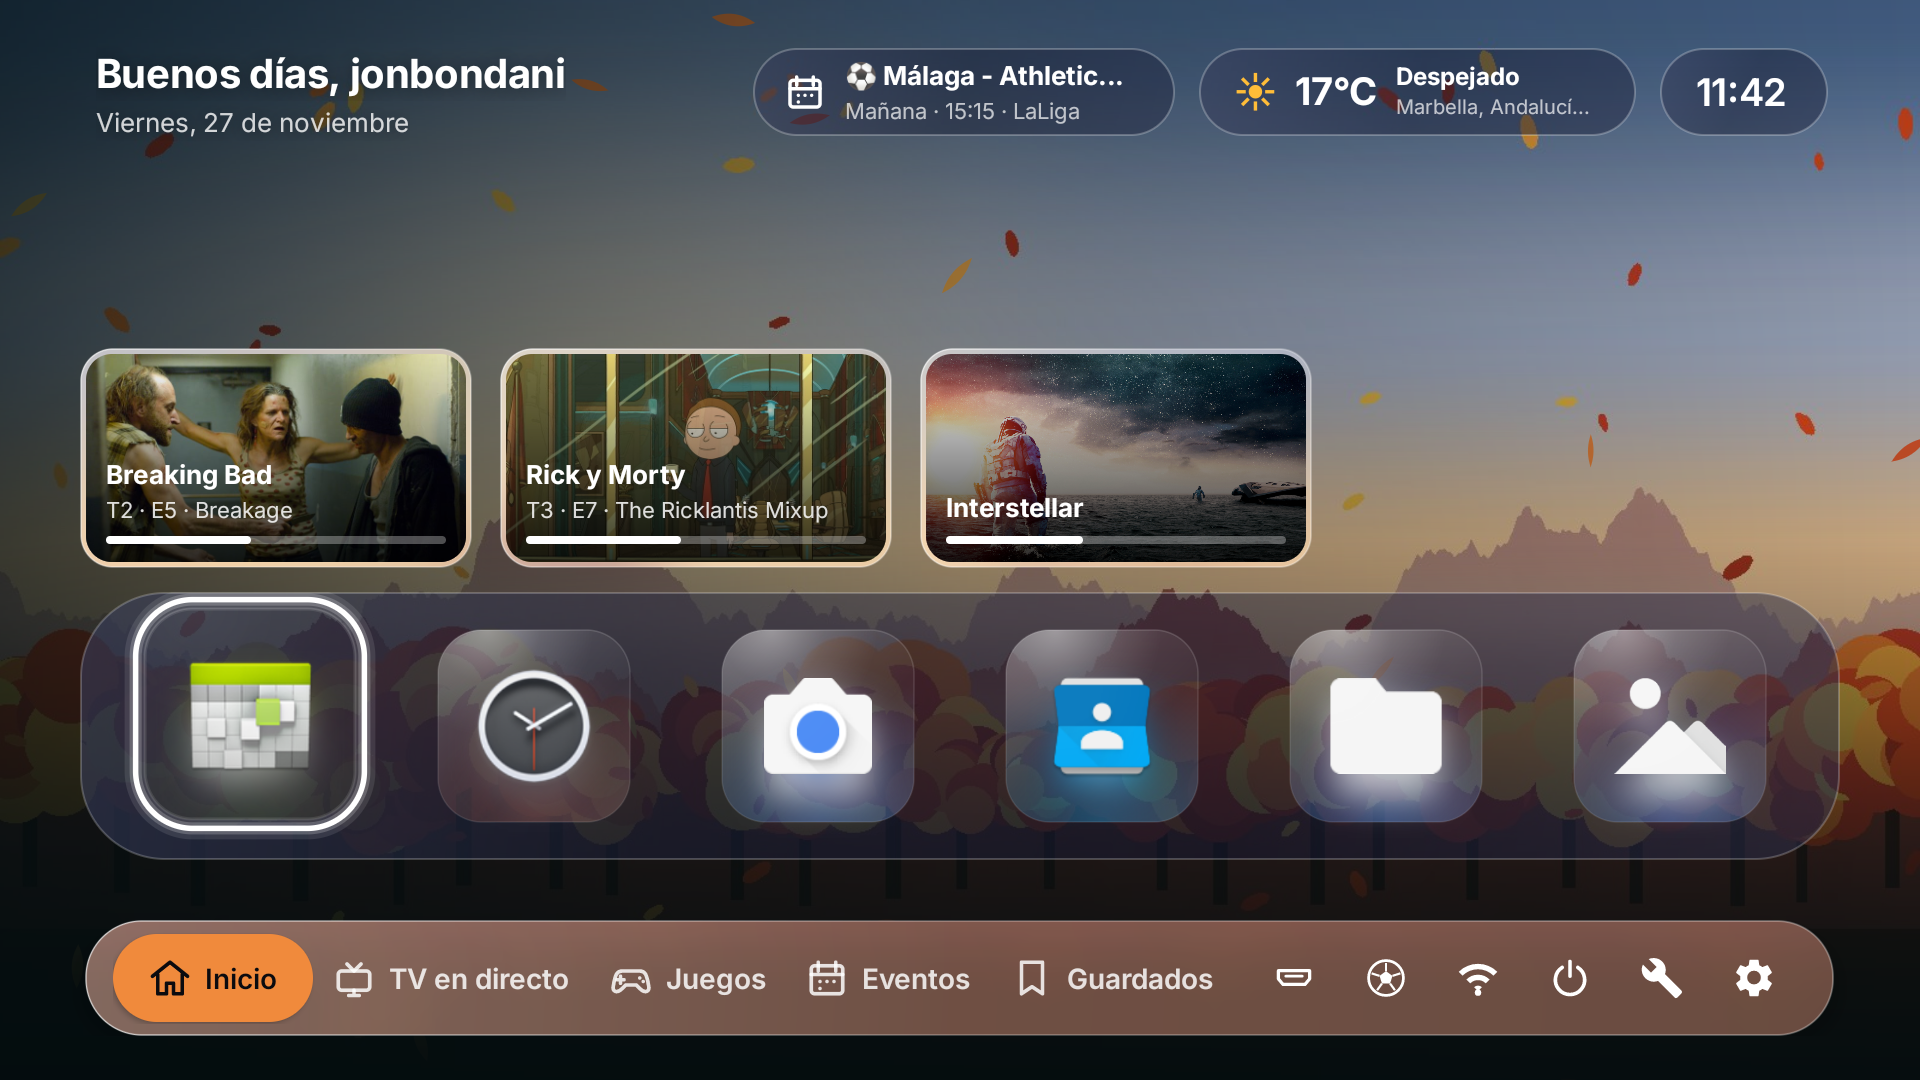 Buenos días, jonbondani
Viernes, 27 de noviembre
⚽ Málaga - Athletic...
Mañana · 15:15 · LaLiga
17°C
Despejado
Marbella, Andalucí...
11:42
Breaking Bad
T2 · E5 · Breakage
Rick y Morty
T3 · E7 · The Ricklantis Mixup
Interstellar
Inicio
TV en directo
Juegos
Eventos
Guardados